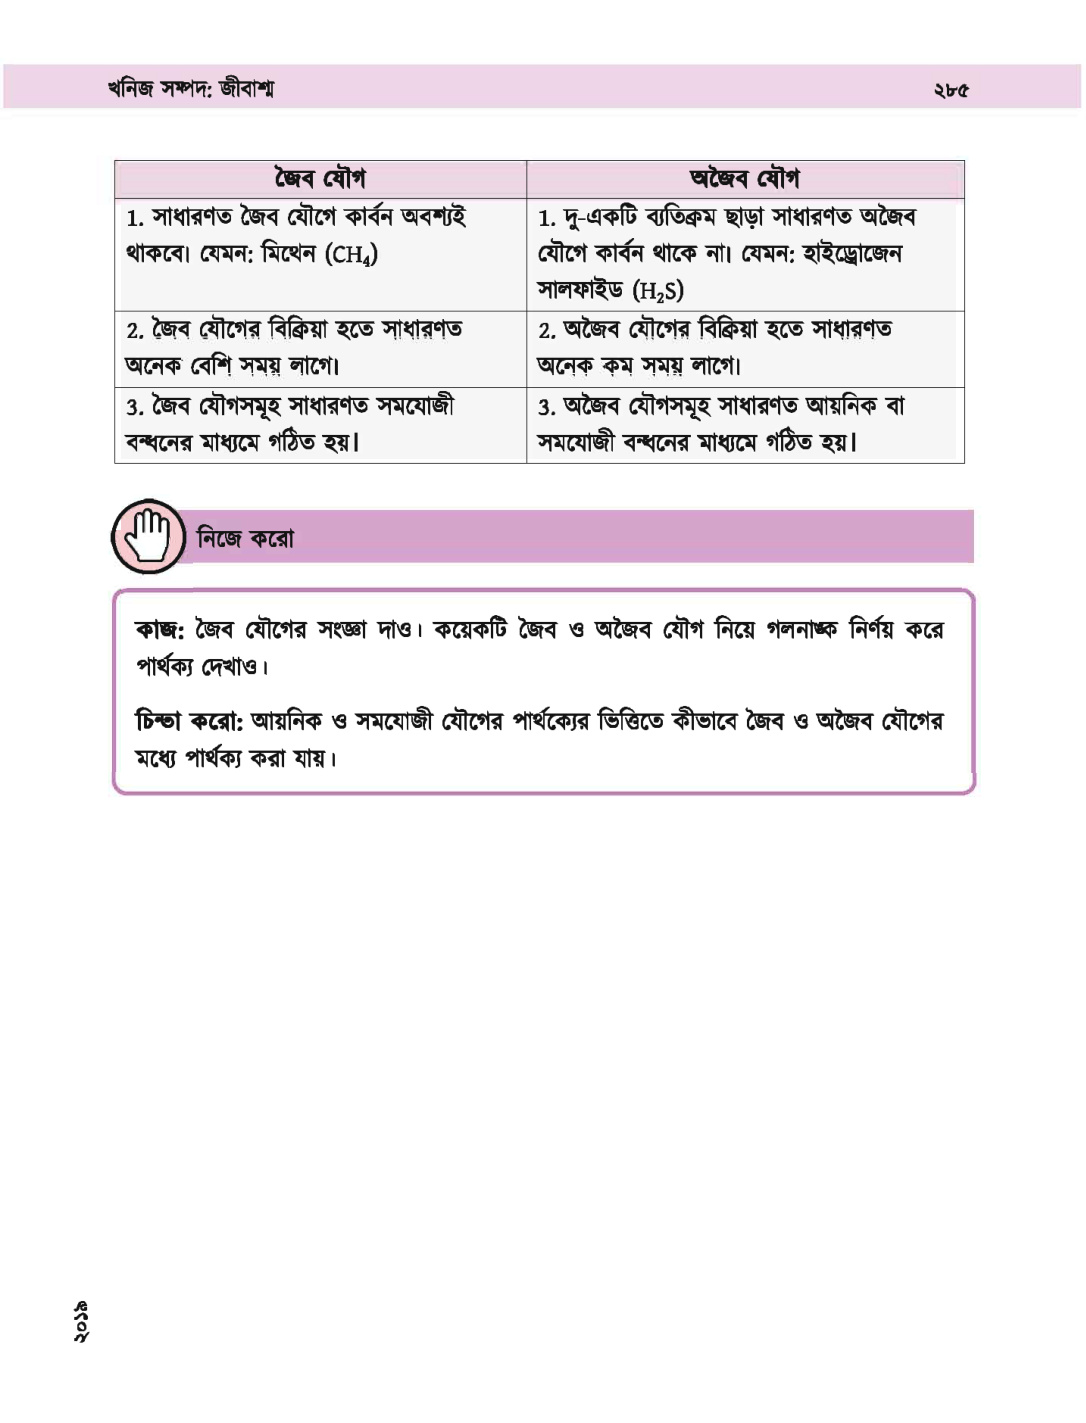 খনিজ সম্পদ: জীবাশ্ম ২৮৫
জৈব যৌগ
অজৈব যৌগ
1. সাধারণত জৈব যৌগে কার্বন অবশ্যই
থাকবে। যেমন: মিথেন (CH₄)
1. দু-একটি ব্যতিক্রম ছাড়া সাধারণত অজৈব
যৌগে কার্বন থাকে না। যেমন: হাইড্রোজেন
সালফাইড (H₂S)
2. জৈব যৌগের বিক্রিয়া হতে সাধারণত
অনেক বেশি সময় লাগে।
2. অজৈব যৌগের বিক্রিয়া হতে সাধারণত
অনেক কম সময় লাগে।
3. জৈব যৌগসমূহ সাধারণত সমযোজী
বন্ধনের মাধ্যমে গঠিত হয়।
3. অজৈব যৌগসমূহ সাধারণত আয়নিক বা
সমযোজী বন্ধনের মাধ্যমে গঠিত হয়।
নিজে করো
কাজ: জৈব যৌগের সংজ্ঞা দাও। কয়েকটি জৈব ও অজৈব যৌগ নিয়ে গলনাঙ্ক নির্ণয় করে
পার্থক্য দেখাও।
চিন্তা করো: আয়নিক ও সমযোজী যৌগের পার্থক্যের ভিত্তিতে কীভাবে জৈব ও অজৈব যৌগের
মধ্যে পার্থক্য করা যায়।
২০১৯